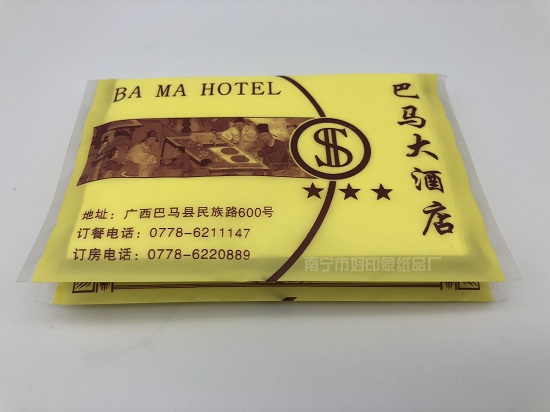 BA MA HOTEL
巴马大酒店
$
★★★
地址：广西巴马县民族路600号
订餐电话：0778-6211147
订房电话：0778-6220889
南宁市好印象纸品厂